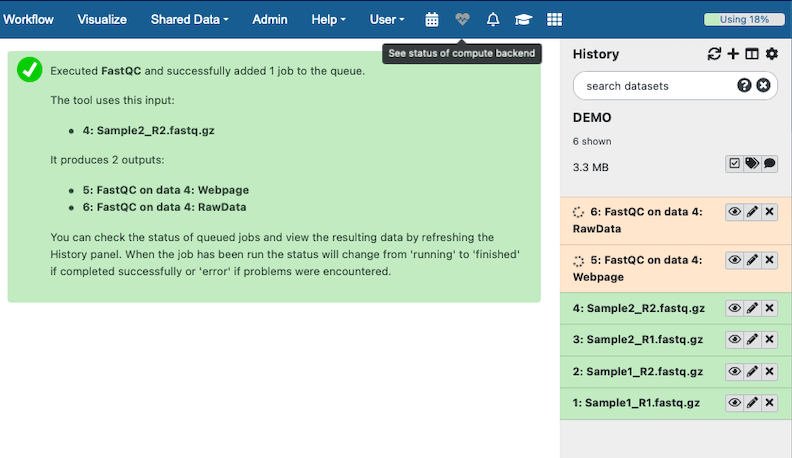 Workflow Visualize Shared Data Admin Help User Using 18%
See status of compute backend
Executed FastQC and successfully added 1 job to the queue.
The tool uses this input:
4: Sample2_R2.fastq.gz
It produces 2 outputs:
5: FastQC on data 4: Webpage
6: FastQC on data 4: RawData
You can check the status of queued jobs and view the resulting data by refreshing the
History panel. When the job has been run the status will change from 'running' to 'finished'
if completed successfully or 'error' if problems were encountered.
History
search datasets
DEMO
6 shown
3.3 MB
6: FastQC on data 4:
RawData
5: FastQC on data 4:
Webpage
4: Sample2_R2.fastq.gz
3: Sample2_R1.fastq.gz
2: Sample1_R2.fastq.gz
1: Sample1_R1.fastq.gz